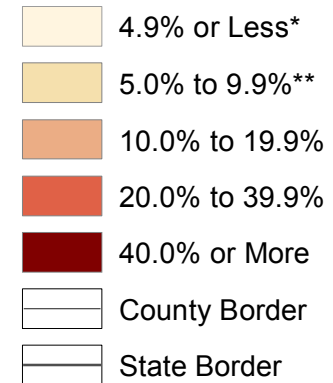 4.9% or Less*
5.0% to 9.9%**
10.0% to 19.9%
20.0% to 39.9%
40.0% or More
County Border
State Border